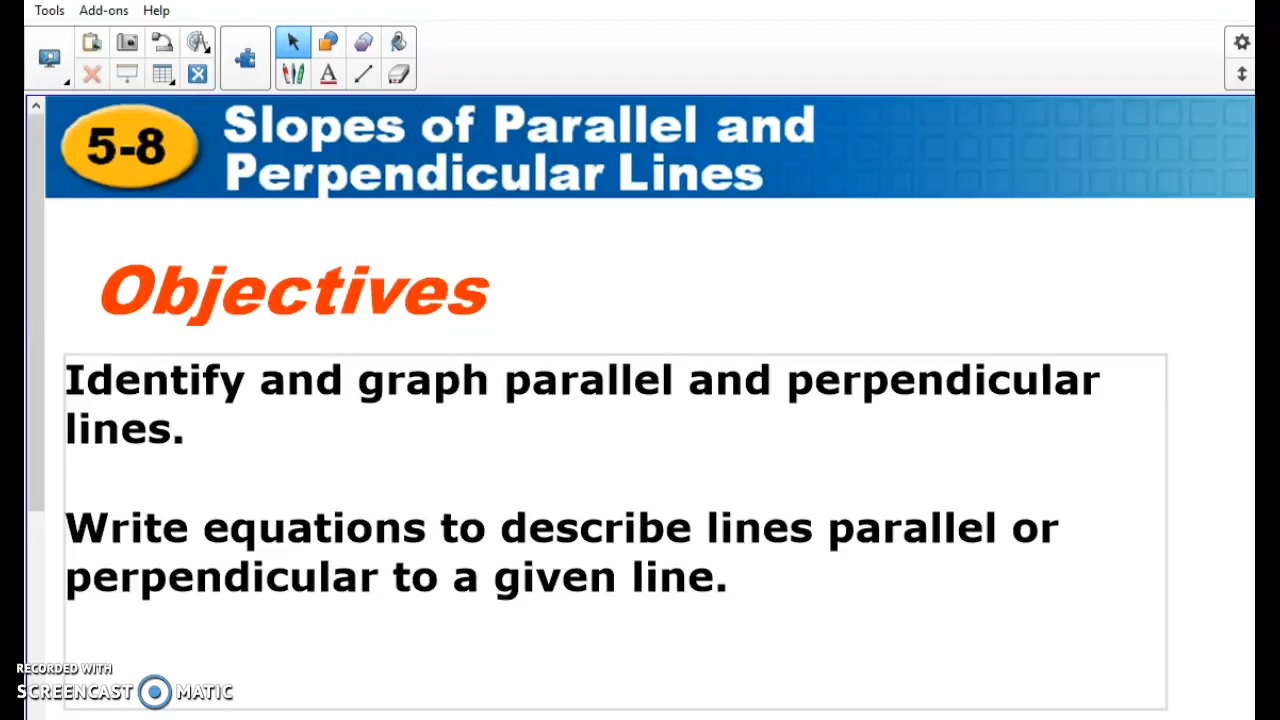 Tools Add-ons Help
5-8
Slopes of Parallel and
Perpendicular Lines
Objectives
Identify and graph parallel and perpendicular
lines.
Write equations to describe lines parallel or
perpendicular to a given line.
RECORDED WITH
SCREENCAST MATIC